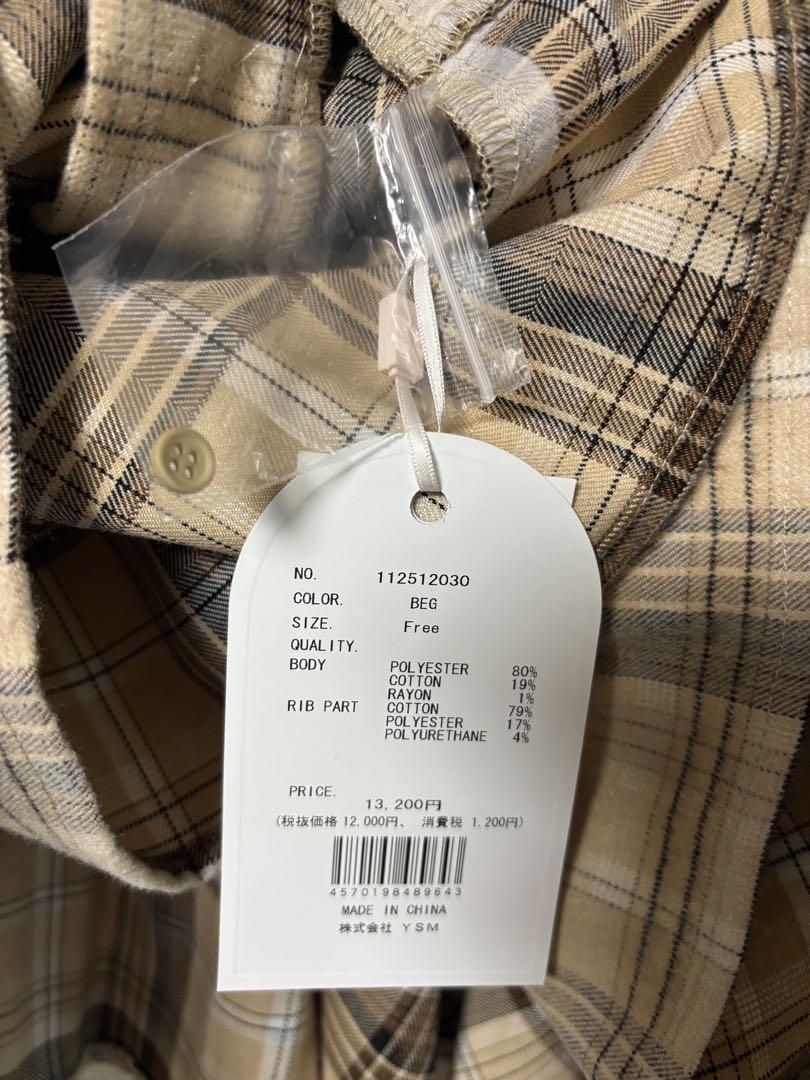 NO. 112512030
COLOR. BEG
SIZE. Free
QUALITY.
BODY POLYESTER 80%
COTTON 19%
RAYON 1%
RIB PART COTTON 79%
POLYESTER 17%
POLYURETHANE 4%
PRICE.
13,200円
(税抜価格 12,000円、 消費税 1,200円)
4570198489643
MADE IN CHINA
株式会社 YSM